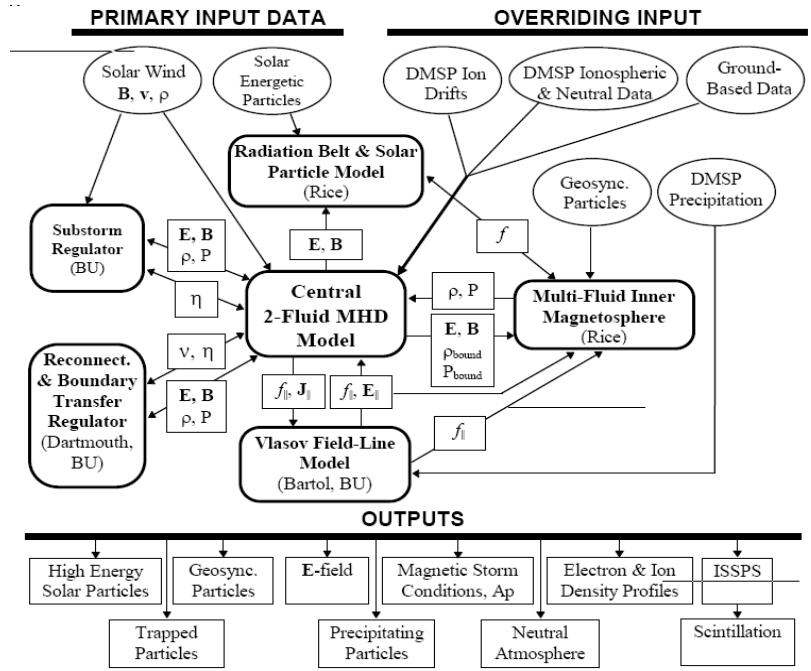 PRIMARY INPUT DATA
OVERRIDING INPUT
Solar Wind
B, v, ρ
Solar
Energetic
Particles
DMSP Ion
Drifts
DMSP Ionospheric
& Neutral Data
Ground-
Based Data
Radiation Belt & Solar
Particle Model
(Rice)
Geosync.
Particles
DMSP
Precipitation
Substorm
Regulator
(BU)
E, B
ρ, P
E, B
f
η
Central
2-Fluid MHD
Model
ρ, P
Multi-Fluid Inner
Magnetosphere
(Rice)
E, B
ρbound
Pbound
ν, η
Reconnect.
& Boundary
Transfer
Regulator
(Dartmouth,
BU)
E, B
ρ, P
f||, J||
f||, E||
f||
Vlasov Field-Line
Model
(Bartol, BU)
OUTPUTS
High Energy
Solar Particles
Geosync.
Particles
E-field
Magnetic Storm
Conditions, Ap
Electron & Ion
Density Profiles
ISSPS
Trapped
Particles
Precipitating
Particles
Neutral
Atmosphere
Scintillation